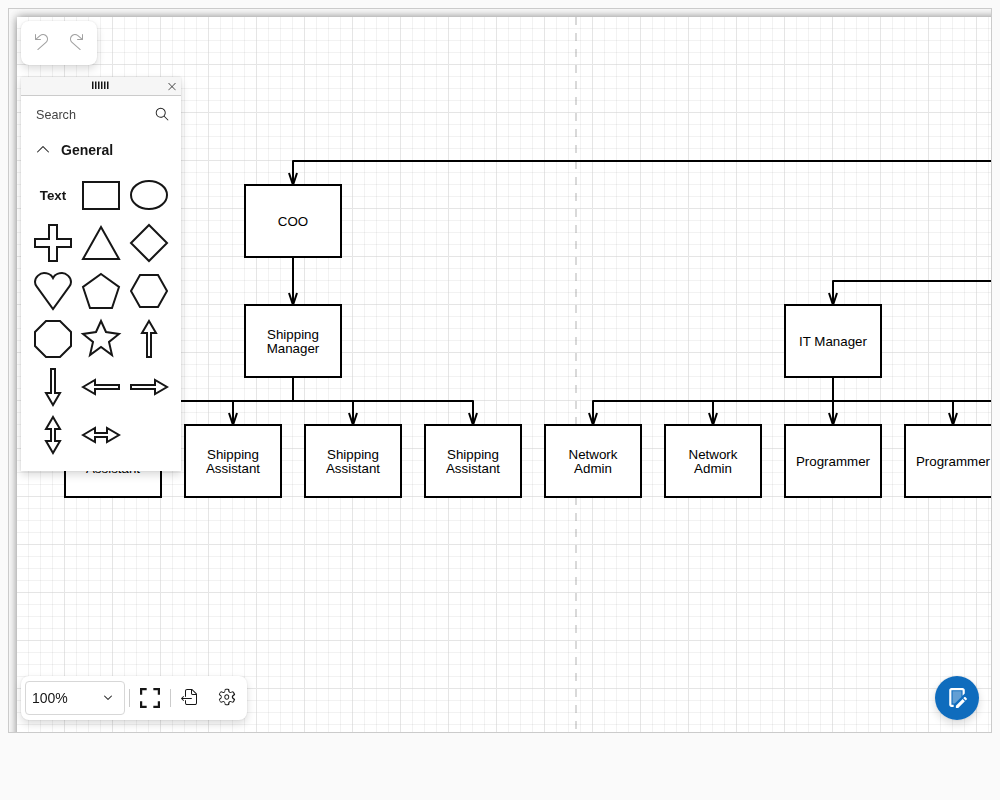 Search
General
Text
COO
Shipping
Manager
IT Manager
Assistant
Shipping
Assistant
Shipping
Assistant
Shipping
Assistant
Network
Admin
Network
Admin
Programmer
Programmer
100%